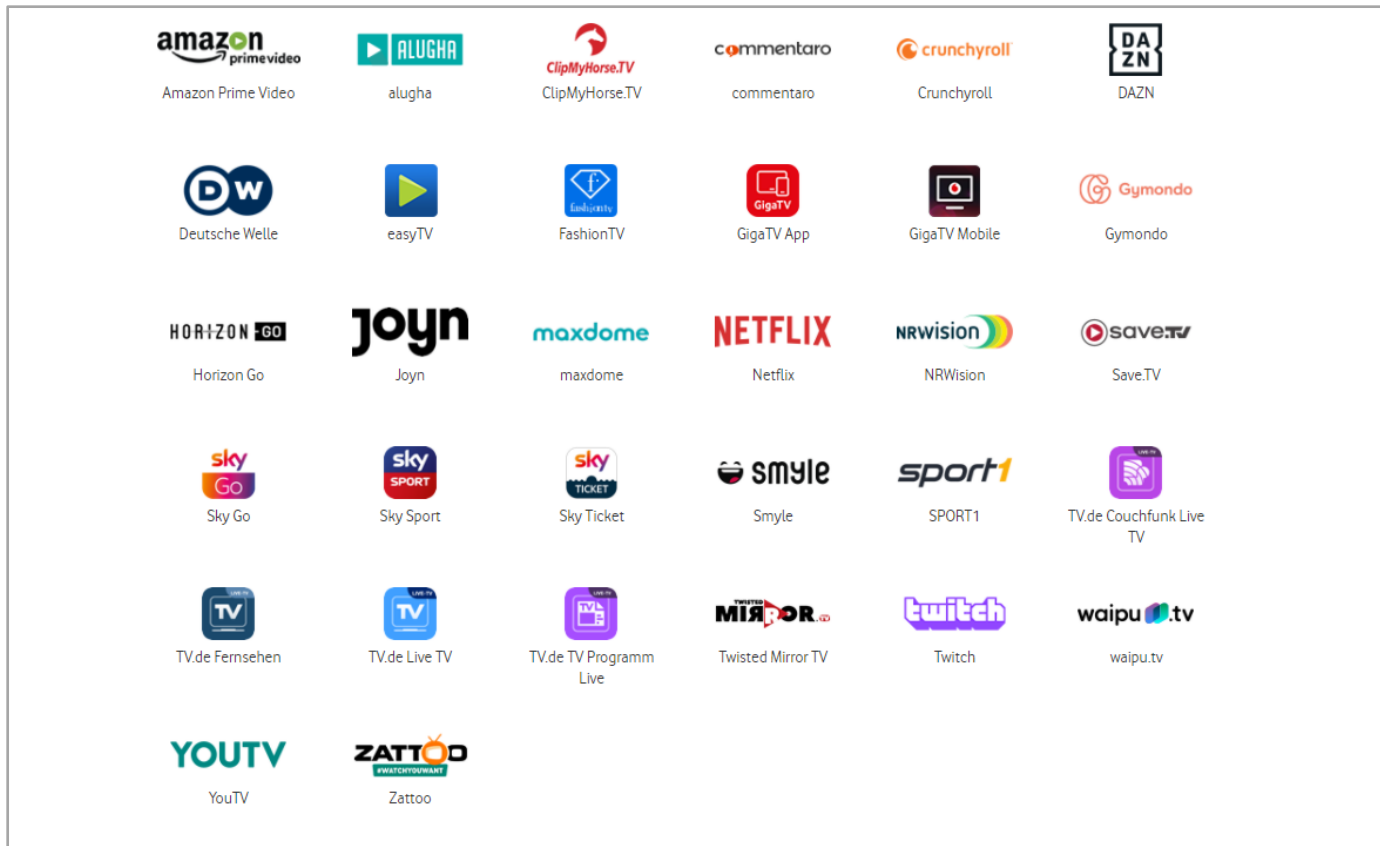 amazon
primevideo
ALUGHA
ClipMyHorse.TV
commentaro
crunchyroll
DA
ZN
Amazon Prime Video
alugha
ClipMyHorse.TV
commentaro
Crunchyroll
DAZN
DW
f
fashiontv
GigaTV
Gymondo
Deutsche Welle
easyTV
FashionTV
GigaTV App
GigaTV Mobile
Gymondo
HORIZON GO
joyn
maxdome
NETFLIX
NRWision
save.TV
Horizon Go
Joyn
maxdome
Netflix
NRWision
Save.TV
sky
Go
sky
SPORT
sky
TICKET
smyle
sport1
LIVE-TV
Sky Go
Sky Sport
Sky Ticket
Smyle
SPORT1
TV.de Couchfunk Live
TV
LIVE-TV
TV
LIVE-TV
TV
LIVE-TV
TV
TWISTED
MIRROR.TV
twitch
waipu.tv
TV.de Fernsehen
TV.de Live TV
TV.de TV Programm
Live
Twisted Mirror TV
Twitch
waipu.tv
YOUTV
ZATTOO
#WATCHYOUWANT
YouTV
Zattoo